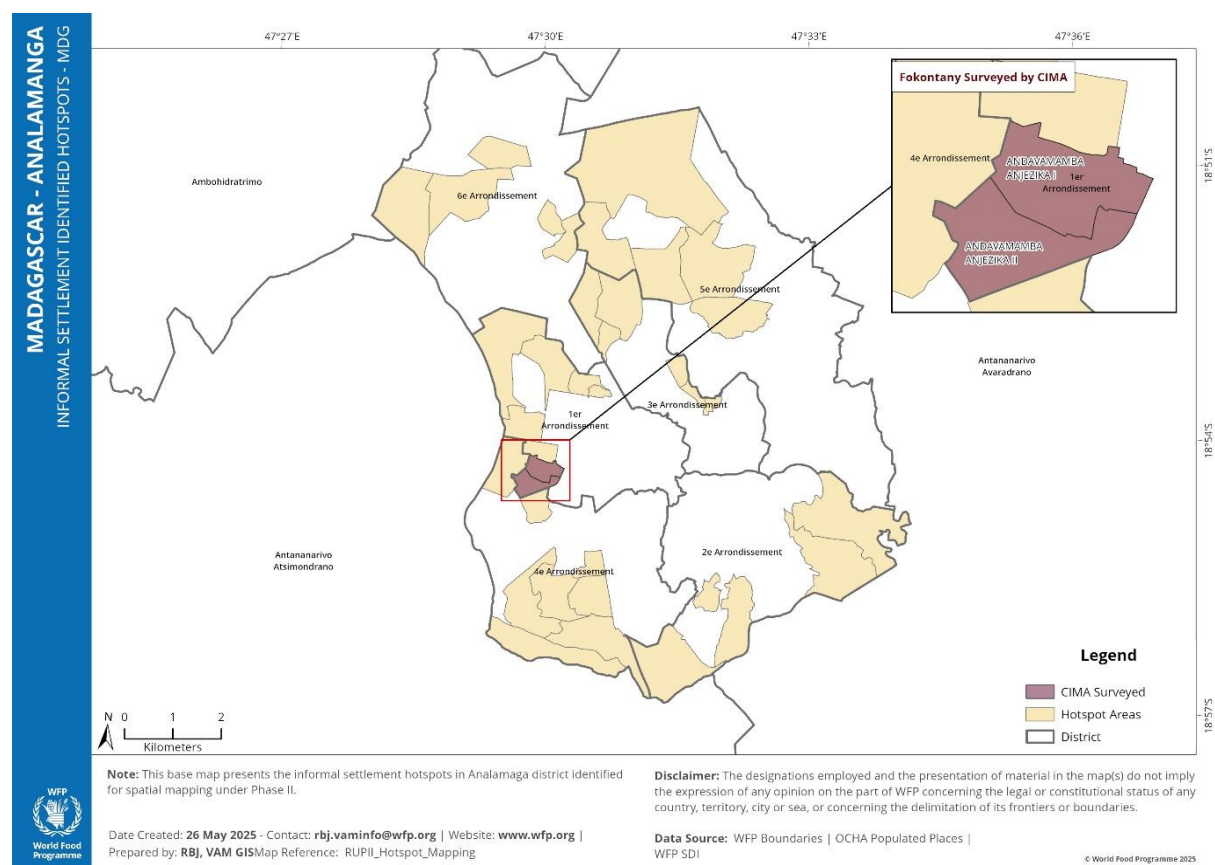 MADAGASCAR - ANALAMANGA
INFORMAL SETTLEMENT IDENTIFIED HOTSPOTS - MDG
47°27'E
47°30'E
47°33'E
47°36'E
18°51'S
18°54'S
18°57'S
Fokontany Surveyed by CIMA
4e Arrondissement
ANDAVAMAMBA
ANJEZIKA I
1er
Arrondissement
ANDAVAMAMBA
ANJEZIKA II
Ambohidratrimo
6e Arrondissement
5e Arrondissement
Antananarivo
Avaradrano
3e Arrondissement
1er
Arrondissement
2e Arrondissement
Antananarivo
Atsimondrano
4e Arrondissement
Legend
CIMA Surveyed
Hotspot Areas
District
N
0 1 2
Kilometers
Note: This base map presents the informal settlement hotspots in Analamaga district identified
for spatial mapping under Phase II.
Date Created: 26 May 2025 - Contact: rbj.vaminfo@wfp.org | Website: www.wfp.org |
Prepared by: RBJ, VAM GISMap Reference: RUPII_Hotspot_Mapping
Disclaimer: The designations employed and the presentation of material in the map(s) do not imply
the expression of any opinion on the part of WFP concerning the legal or constitutional status of any
country, territory, city or sea, or concerning the delimitation of its frontiers or boundaries.
Data Source: WFP Boundaries | OCHA Populated Places |
WFP SDI
© World Food Programme 2025
WFP
World Food
Programme